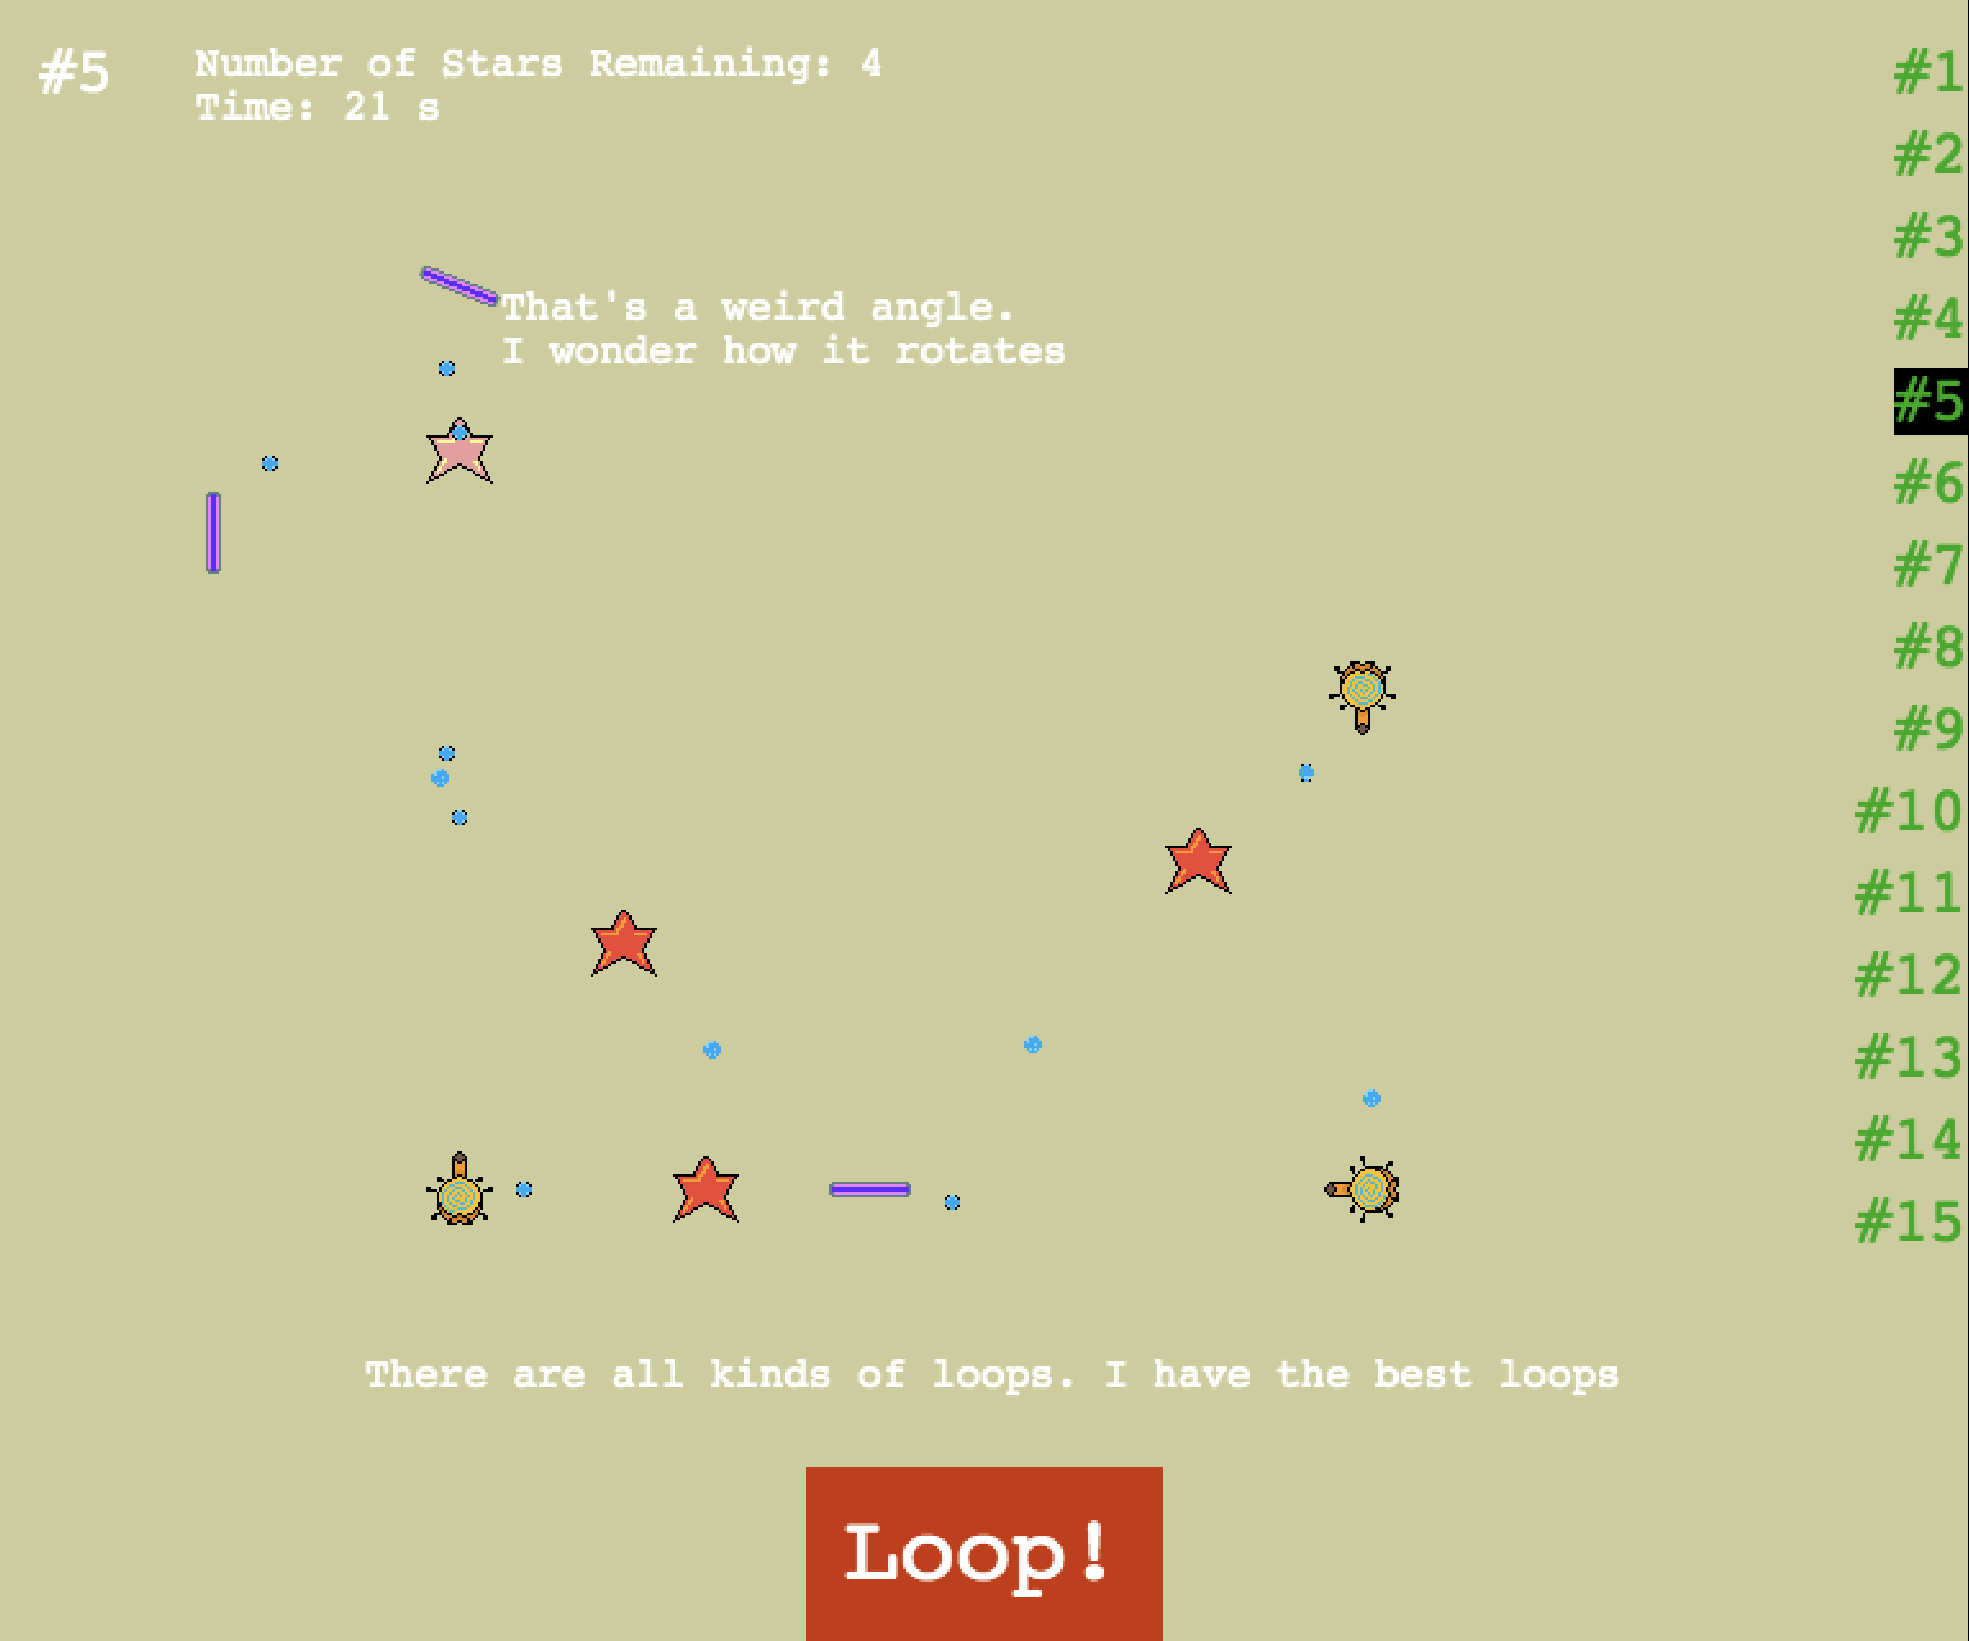 #5
Number of Stars Remaining: 4
Time: 21 s
That's a weird angle.
I wonder how it rotates
#1
#2
#3
#4
#5
#6
#7
#8
#9
#10
#11
#12
#13
#14
#15
There are all kinds of loops. I have the best loops
Loop!